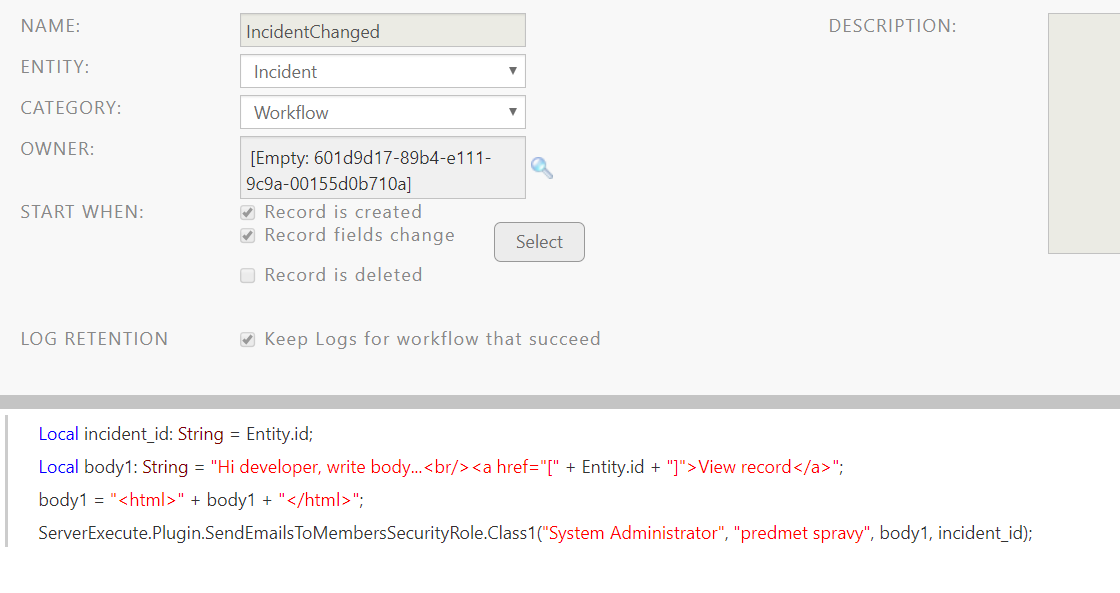 NAME: IncidentChanged DESCRIPTION:
ENTITY: Incident
CATEGORY: Workflow
OWNER: [Empty: 601d9d17-89b4-e111-
9c9a-00155d0b710a]
START WHEN: Record is created
Record fields change Select
Record is deleted
LOG RETENTION Keep Logs for workflow that succeed
Local incident_id: String = Entity.id;
Local body1: String = "Hi developer, write body...<br/><a href="[" + Entity.id + "]">View record</a>";
body1 = "<html>" + body1 + "</html>";
ServerExecute.Plugin.SendEmailsToMembersSecurityRole.Class1("System Administrator", "predmet spravy", body1, incident_id);